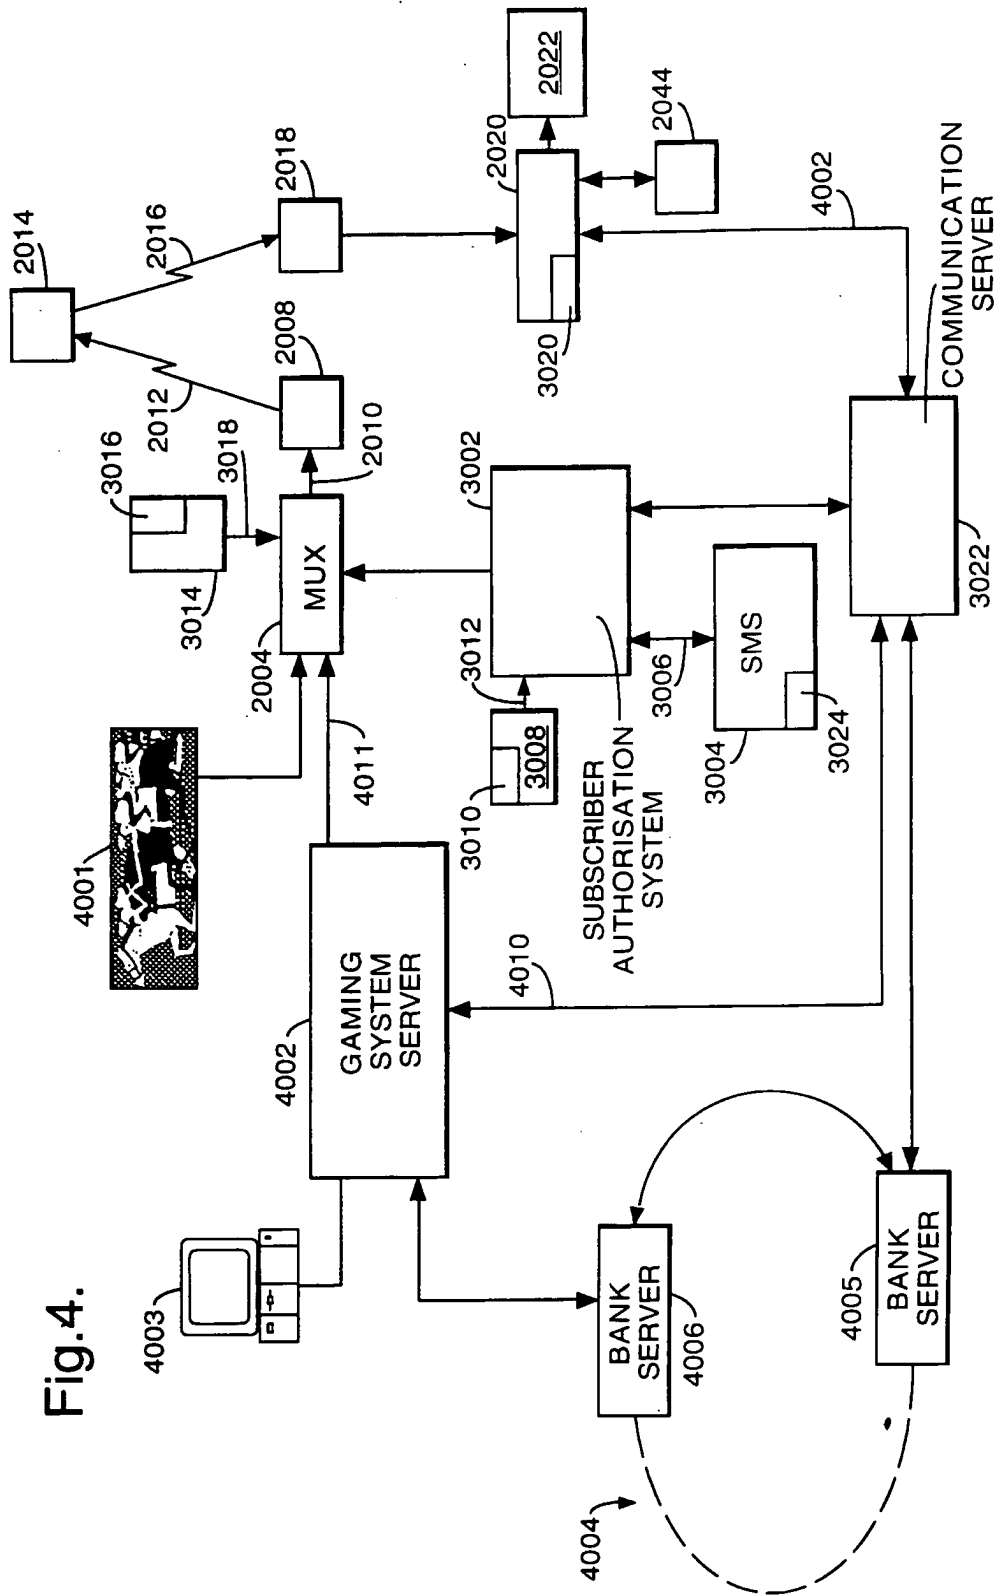 Fig.4.
4003
4002
GAMING
SYSTEM
SERVER
4001
4011
2004
MUX
3014
3016
3018
2010
2008
2012
2014
2016
2018
2020
2022
2044
3020
4002
3002
3012
3010
3008
SUBSCRIBER
AUTHORISATION
SYSTEM
3006
SMS
3004
3024
4010
3022
COMMUNICATION
SERVER
4006
BANK
SERVER
4005
BANK
SERVER
4004